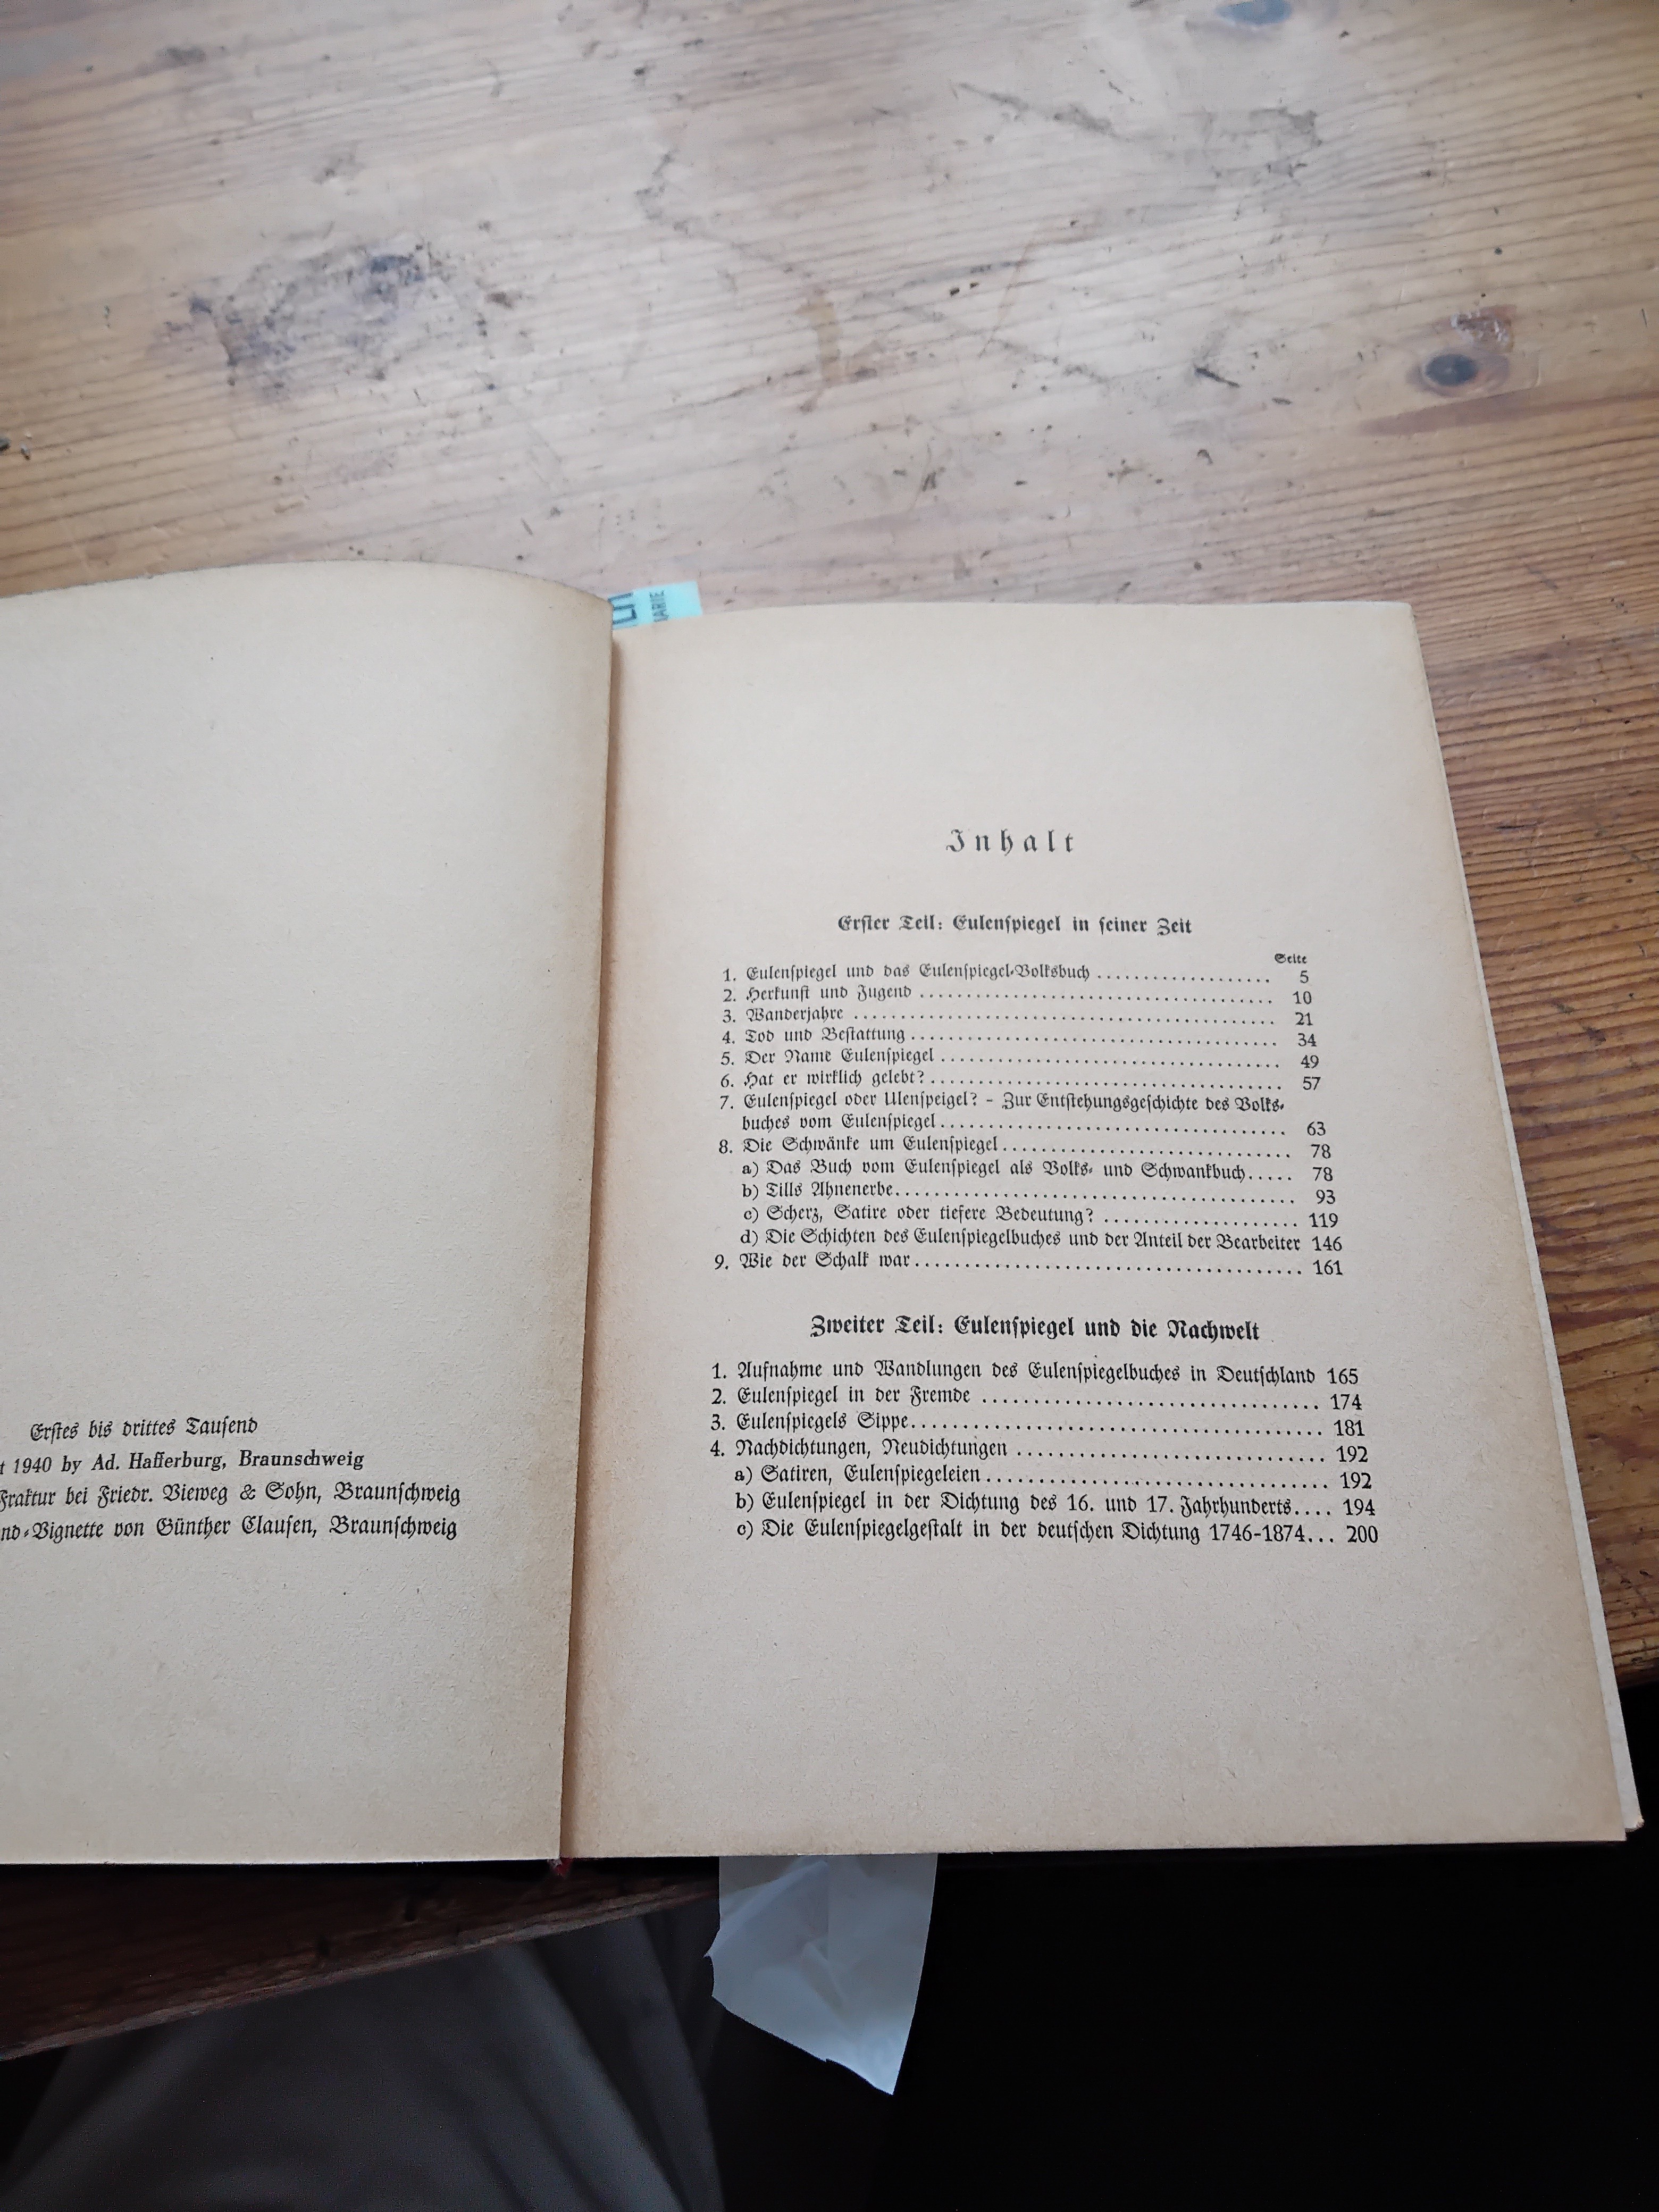 Erstes bis drittes Tausend
t 1940 by Ad. Hafferburg, Braunschweig
Fraktur bei Friedr. Vieweg & Sohn, Braunschweig
nd-Vignette von Günther Clausen, Braunschweig
ARIE
Inhalt
Erster Teil: Eulenspiegel in seiner Zeit
Seite
1. Eulenspiegel und das Eulenspiegel-Volksbuch .................... 5
2. Herkunft und Jugend ........................................ 10
3. Wanderjahre ................................................ 21
4. Tod und Bestattung ......................................... 34
5. Der Name Eulenspiegel ...................................... 49
6. Hat er wirklich gelebt? ....................................... 57
7. Eulenspiegel oder Ulenspeigel? – Zur Entstehungsgeschichte des Volks-
buches vom Eulenspiegel ....................................... 63
8. Die Schwänke um Eulenspiegel ................................. 78
a) Das Buch vom Eulenspiegel als Volks- und Schwankbuch ..... 78
b) Tills Ahnenerbe ............................................. 93
c) Scherz, Satire oder tiefere Bedeutung? ..................... 119
d) Die Schichten des Eulenspiegelbuches und der Anteil der Bearbeiter 146
9. Wie der Schalk war ........................................... 161
Zweiter Teil: Eulenspiegel und die Nachwelt
1. Aufnahme und Wandlungen des Eulenspiegelbuches in Deutschland 165
2. Eulenspiegel in der Fremde .................................. 174
3. Eulenspiegels Sippe .......................................... 181
4. Nachdichtungen, Neudichtungen .............................. 192
a) Satiren, Eulenspiegeleien ................................... 192
b) Eulenspiegel in der Dichtung des 16. und 17. Jahrhunderts .... 194
c) Die Eulenspiegelgestalt in der deutschen Dichtung 1746-1874 ... 200